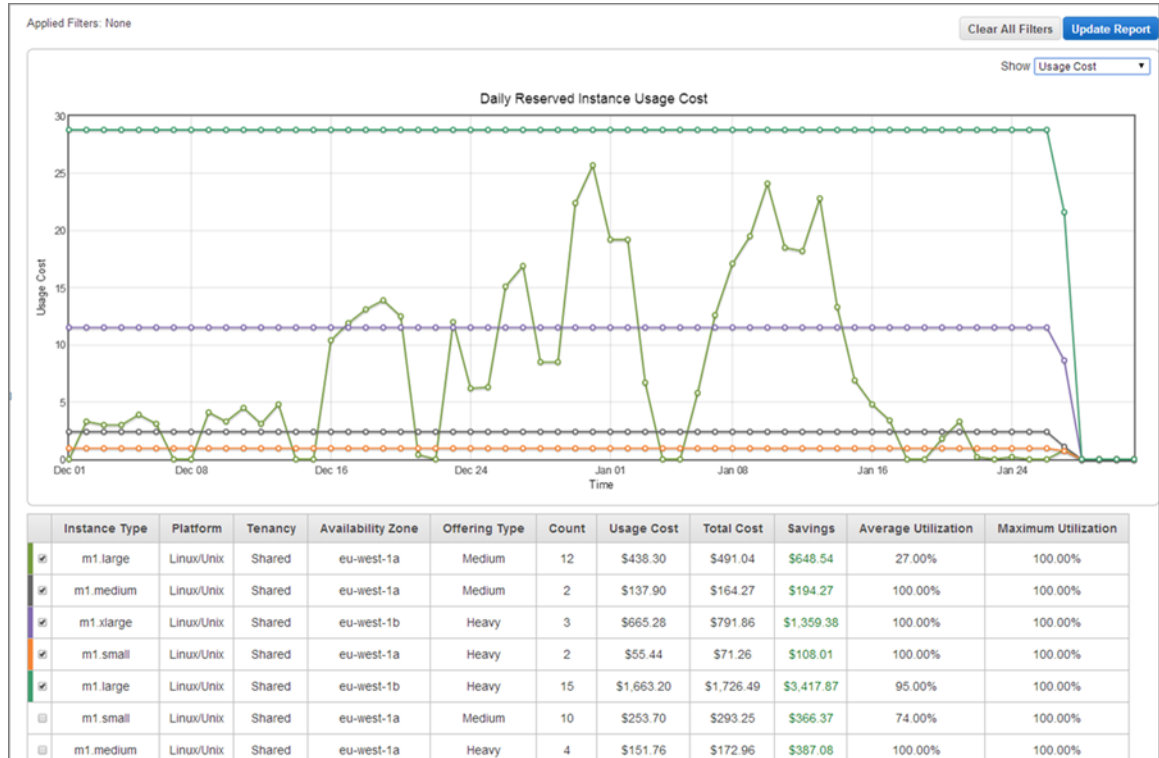 Applied Filters: None
Clear All Filters Update Report
Show Usage Cost
Daily Reserved Instance Usage Cost
30
25
20
15
10
5
0
Usage Cost
Dec 01 Dec 08 Dec 16 Dec 24 Jan 01 Jan 08 Jan 16 Jan 24
Time
Instance Type Platform Tenancy Availability Zone Offering Type Count Usage Cost Total Cost Savings Average Utilization Maximum Utilization
m1.large Linux/Unix Shared eu-west-1a Medium 12 $438.30 $491.04 $648.54 27.00% 100.00%
m1.medium Linux/Unix Shared eu-west-1a Medium 2 $137.90 $164.27 $194.27 100.00% 100.00%
m1.xlarge Linux/Unix Shared eu-west-1b Heavy 3 $665.28 $791.86 $1,359.38 100.00% 100.00%
m1.small Linux/Unix Shared eu-west-1a Heavy 2 $55.44 $71.26 $108.01 100.00% 100.00%
m1.large Linux/Unix Shared eu-west-1b Heavy 15 $1,663.20 $1,726.49 $3,417.87 95.00% 100.00%
m1.small Linux/Unix Shared eu-west-1a Medium 10 $253.70 $293.25 $366.37 74.00% 100.00%
m1.medium Linux/Unix Shared eu-west-1a Heavy 4 $151.76 $172.96 $387.08 100.00% 100.00%